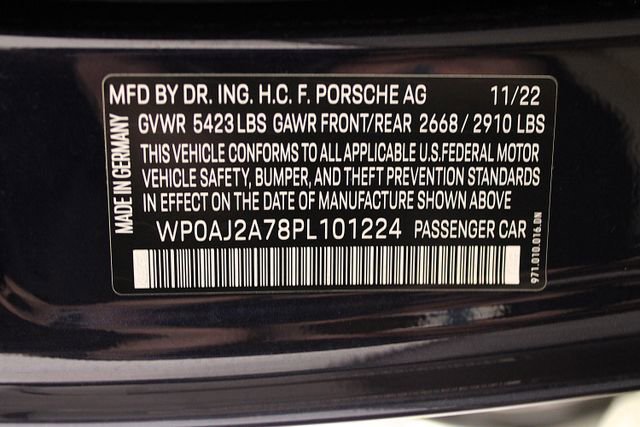 MFD BY DR. ING. H.C. F. PORSCHE AG 11/22
GVWR 5423 LBS GAWR FRONT/REAR 2668 / 2910 LBS
THIS VEHICLE CONFORMS TO ALL APPLICABLE U.S.FEDERAL MOTOR
VEHICLE SAFETY, BUMPER, AND THEFT PREVENTION STANDARDS
IN EFFECT ON THE DATE OF MANUFACTURE SHOWN ABOVE
WP0AJ2A78PL101224 PASSENGER CAR
MADE IN GERMANY
971.010.016.DN